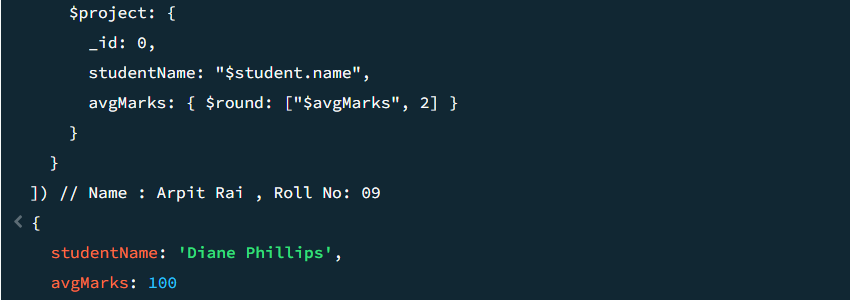 $project: {
_id: 0,
studentName: "$student.name",
avgMarks: { $round: ["$avgMarks", 2] }
}
}
]) // Name : Arpit Rai , Roll No: 09
< {
studentName: 'Diane Phillips',
avgMarks: 100